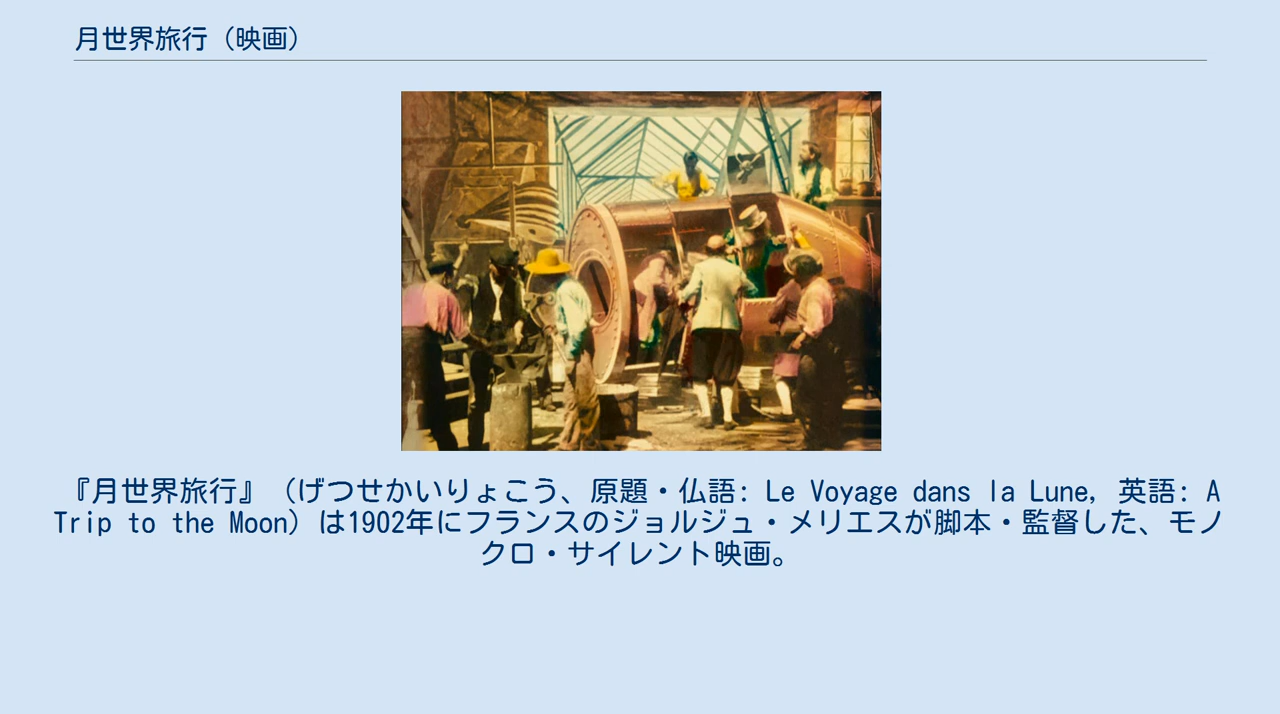 月世界旅行（映画）
『月世界旅行』（げつせかいりょこう、原題・仏語: Le Voyage dans la Lune, 英語: A
Trip to the Moon）は1902年にフランスのジョルジュ・メリエスが脚本・監督した、モノ
クロ・サイレント映画。